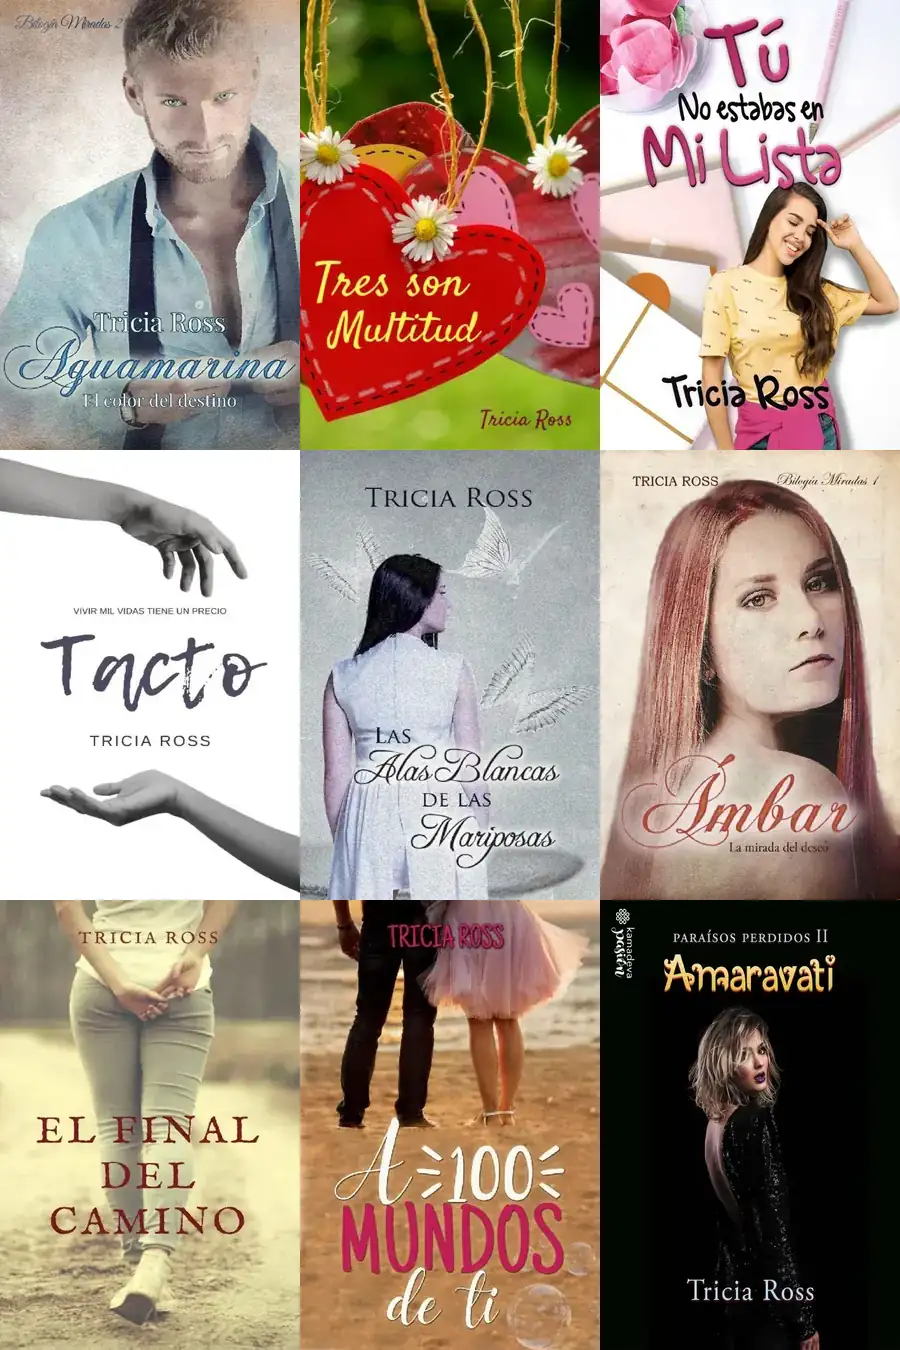 Bilogía Miradas 2
Tricia Ross
Aguamarina
El color del destino
Tres son
Multitud
Tricia Ross
Tú
No estabas en
Mi Lista
Tricia Ross
VIVIR MIL VIDAS TIENE UN PRECIO
Tacto
TRICIA ROSS
TRICIA ROSS
LAS
Alas Blancas
DE LAS
Mariposas
TRICIA ROSS
Bilogía Miradas 1
Ámbar
La mirada del deseo
TRICIA ROSS
EL FINAL
DEL
CAMINO
TRICIA ROSS
A 100
MUNDOS
de ti
kamadeva
pasión
PARAÍSOS PERDIDOS II
Amaravati
Tricia Ross